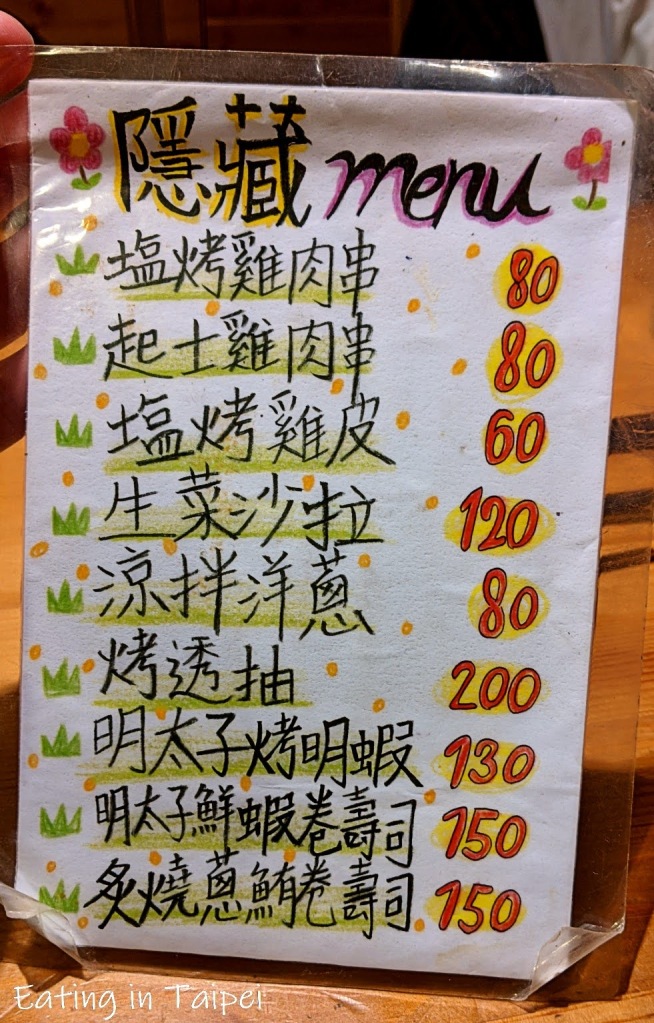 隱藏 menu
塩烤雞肉串 80
起士雞肉串 80
塩烤雞皮 60
生菜沙拉 120
涼拌洋蔥 80
烤透抽 200
明太子烤明蝦 130
明太子鮮蝦卷壽司 150
炙燒蔥鮪卷壽司 150
Eating in Taipei